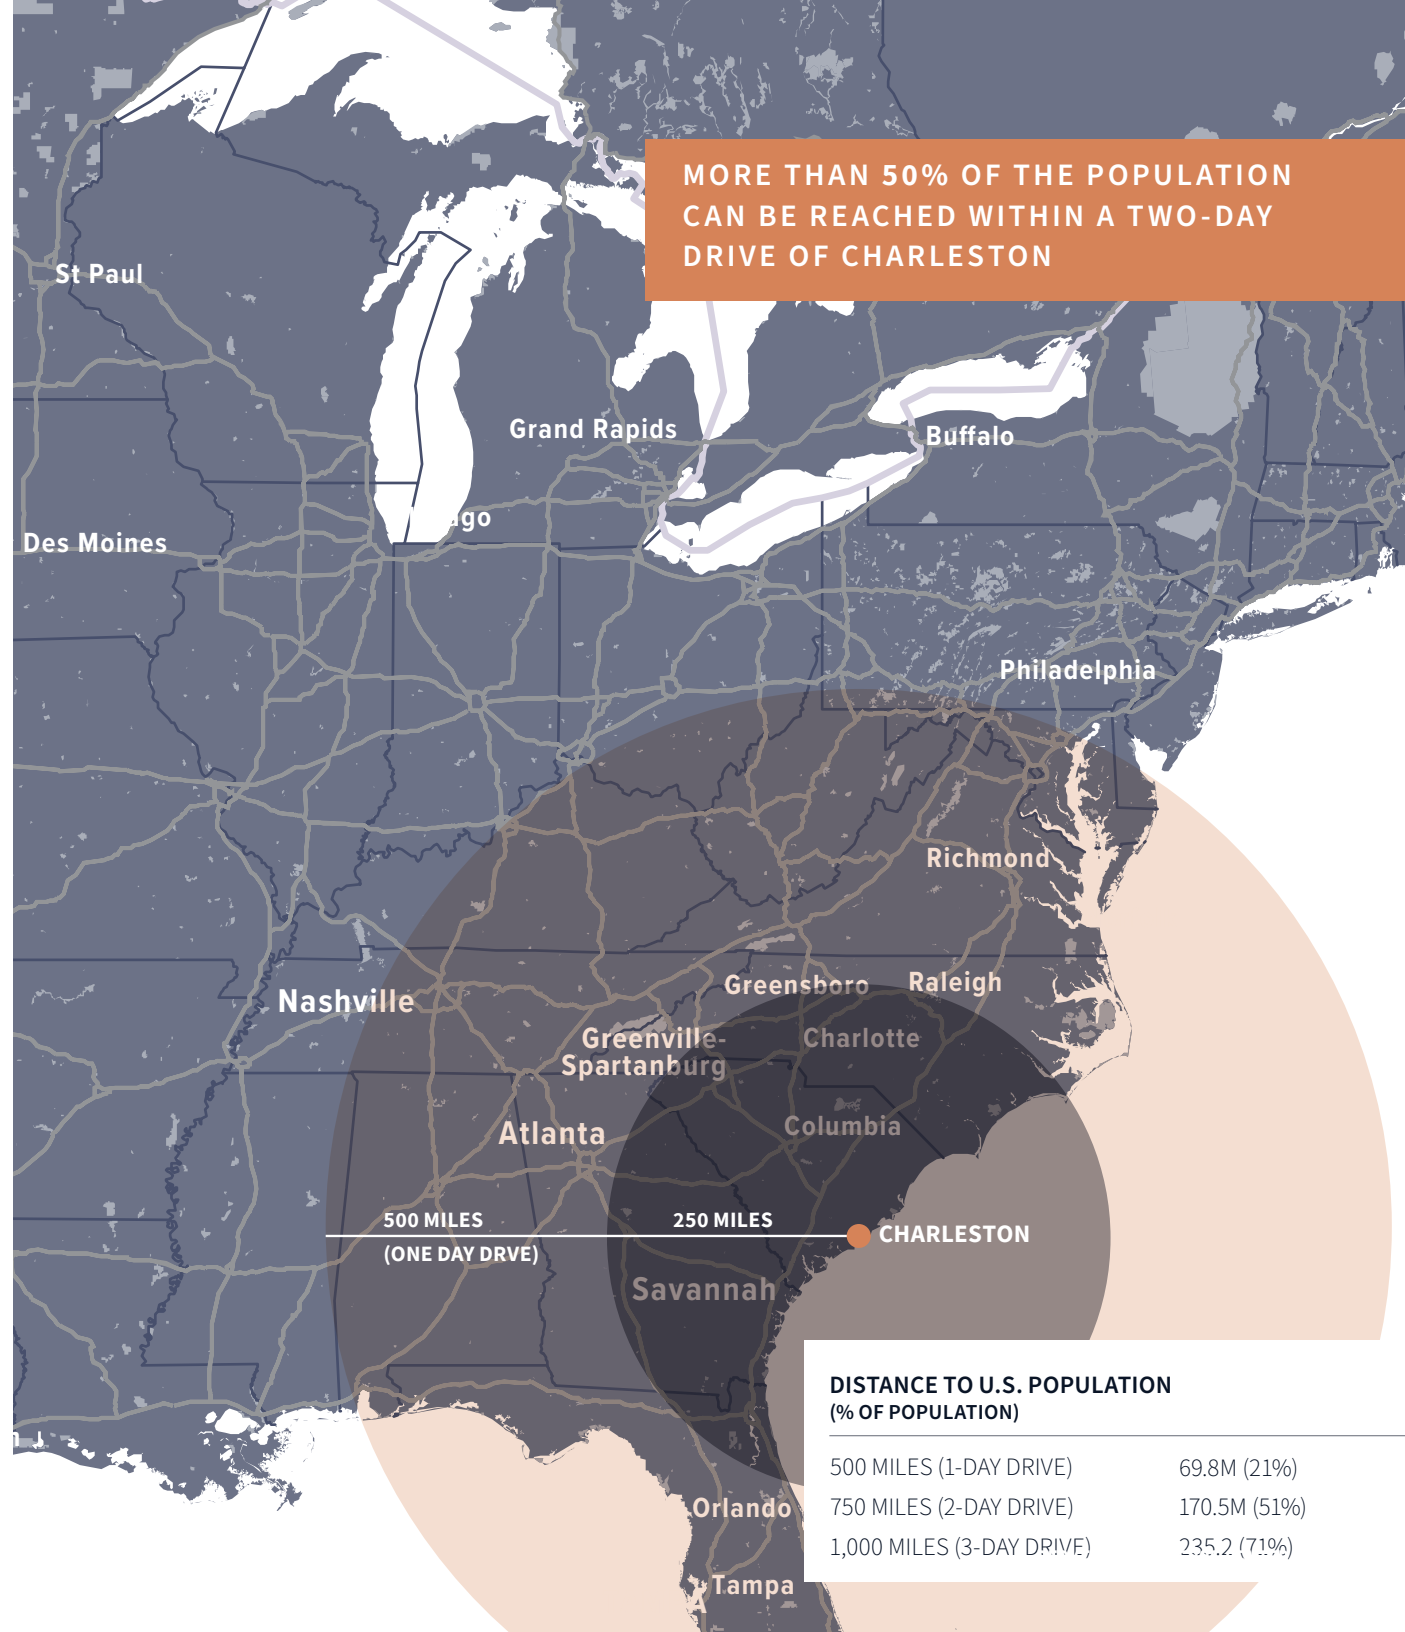 MORE THAN 50% OF THE POPULATION
CAN BE REACHED WITHIN A TWO-DAY
DRIVE OF CHARLESTON
St Paul
Grand Rapids
Buffalo
ago
Des Moines
Philadelphia
Richmond
Greensboro
Raleigh
Nashville
Greenville-
Spartanburg
Charlotte
Atlanta
Columbia
500 MILES
250 MILES
(ONE DAY DRVE)
CHARLESTON
Savannah
DISTANCE TO U.S. POPULATION
(% OF POPULATION)
500 MILES (1-DAY DRIVE) 69.8M (21%)
750 MILES (2-DAY DRIVE) 170.5M (51%)
1,000 MILES (3-DAY DRIVE) 235.2 (71%)
Orlando
Tampa